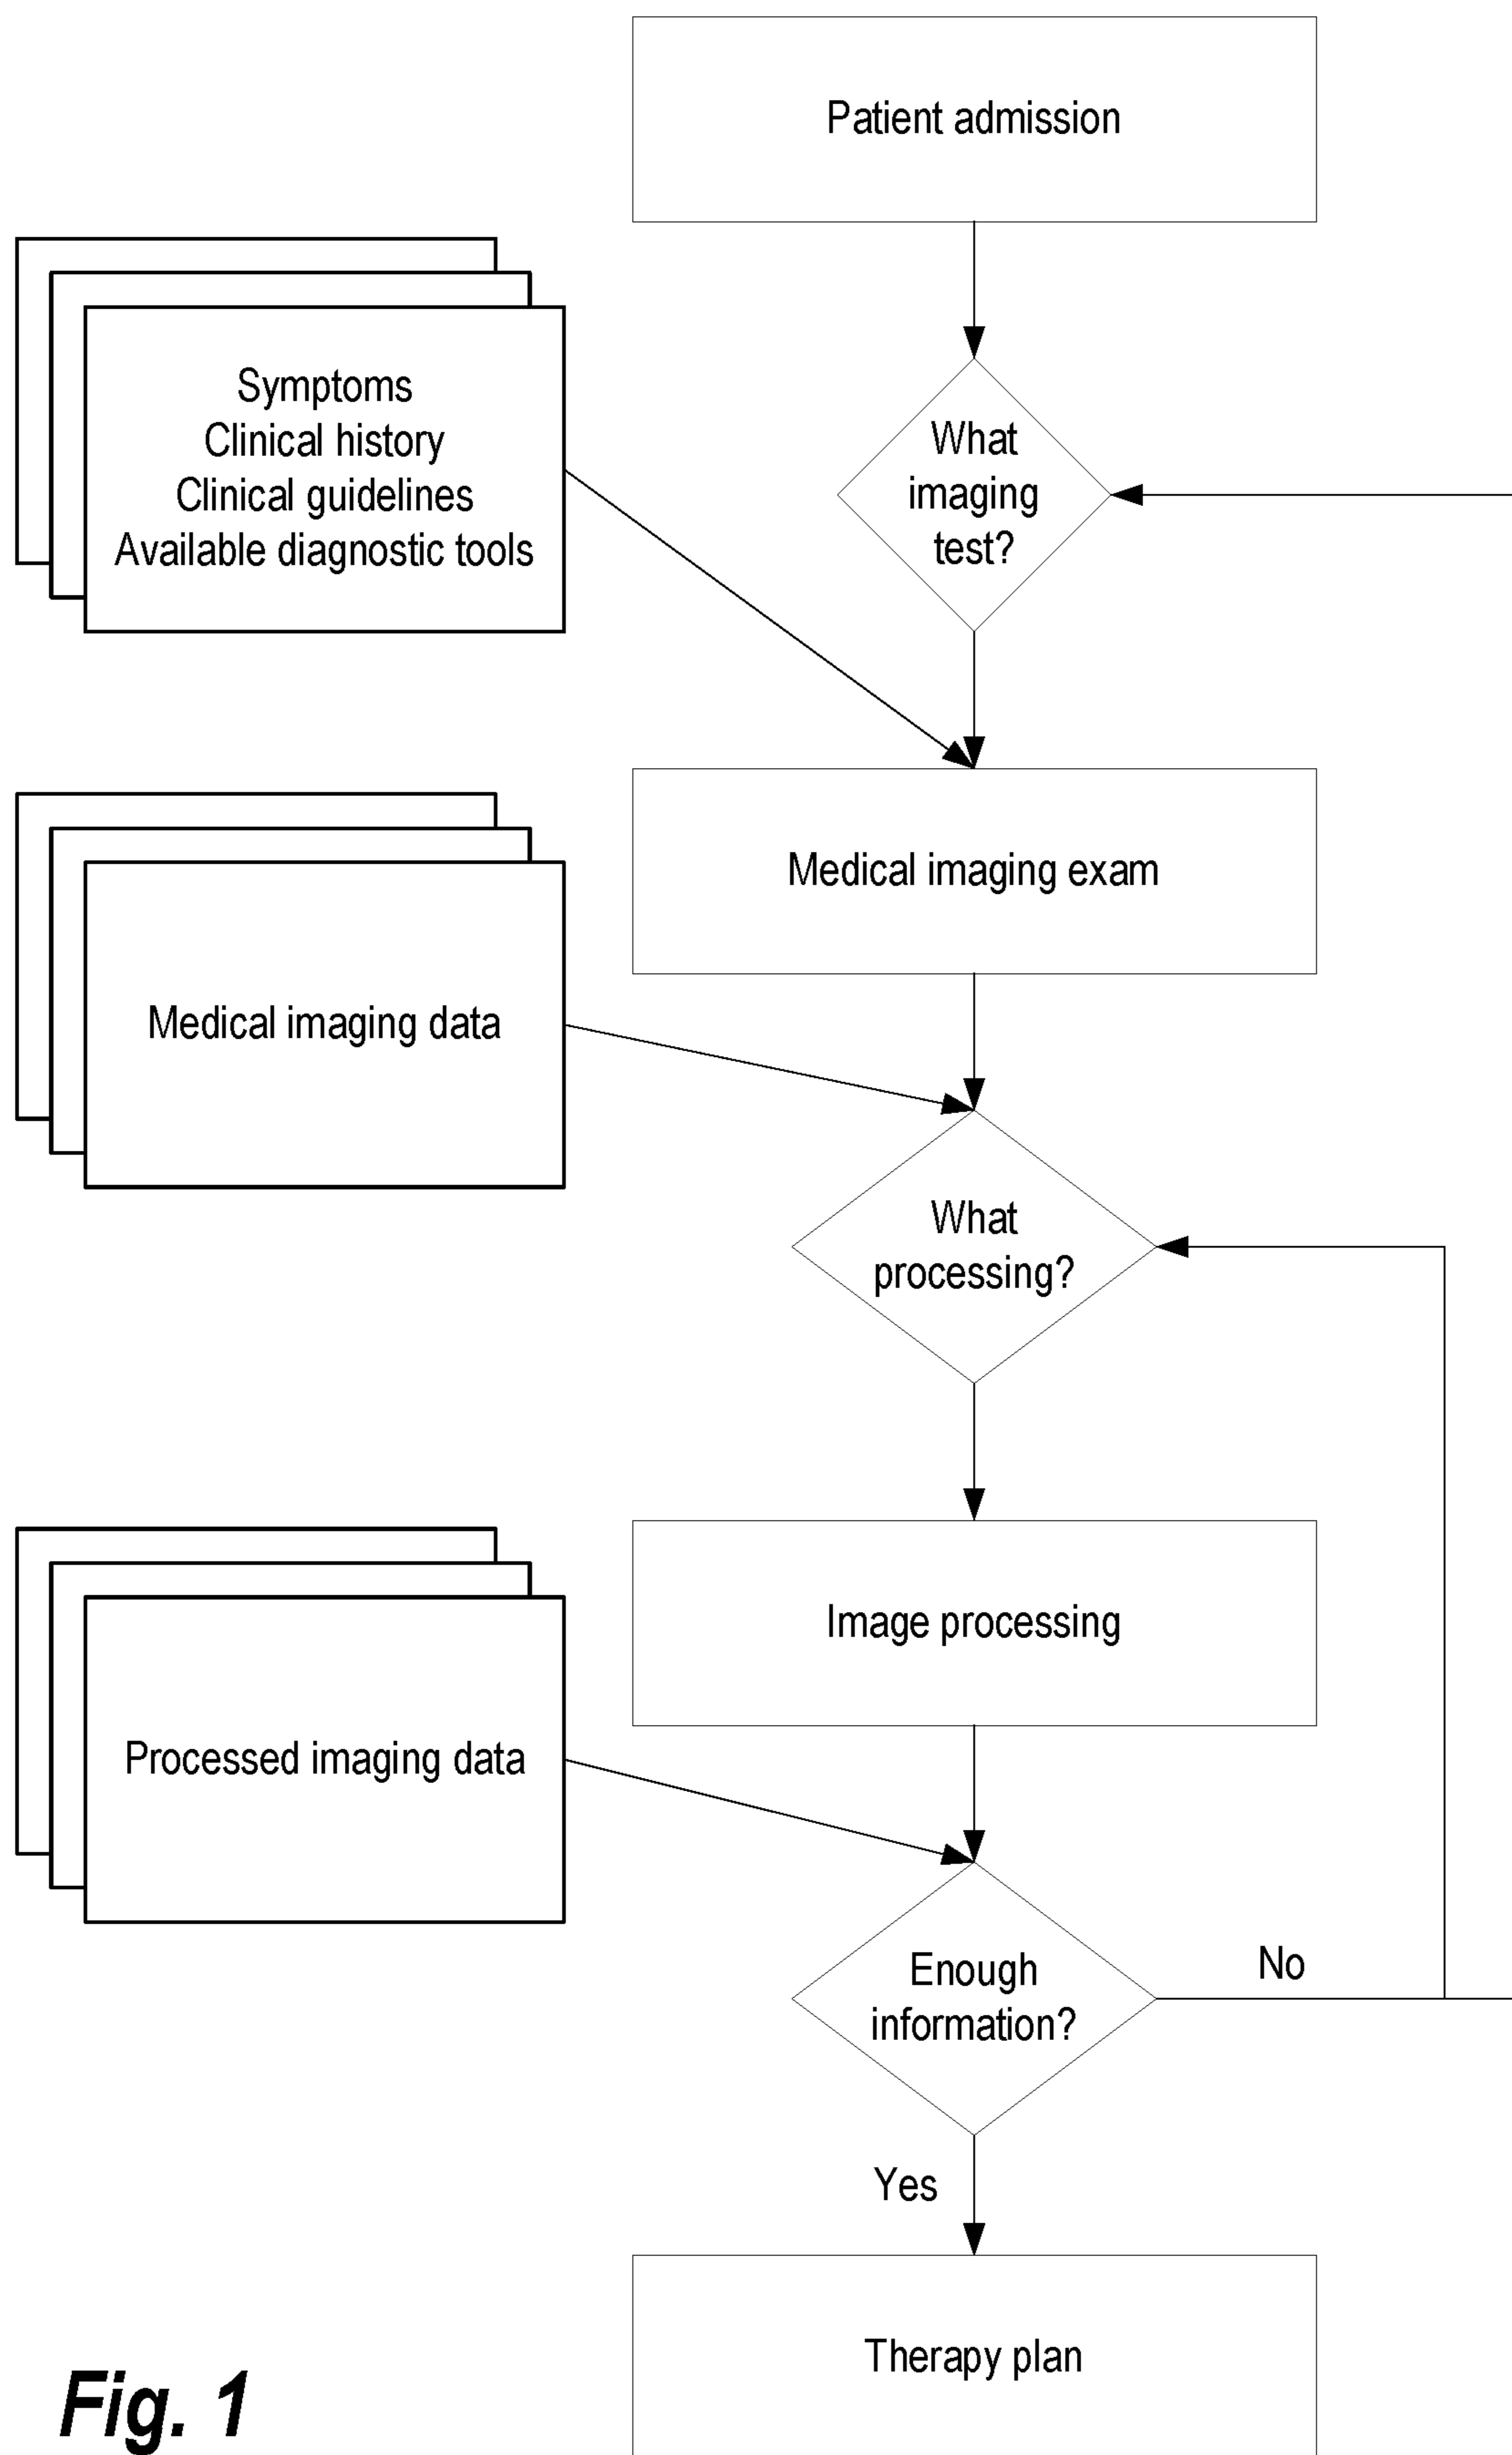 Patient admission
Symptoms
Clinical history
Clinical guidelines
Available diagnostic tools
What
imaging
test?
Medical imaging exam
Medical imaging data
What
processing?
Image processing
Processed imaging data
Enough
information?
No
Yes
Therapy plan
Fig. 1